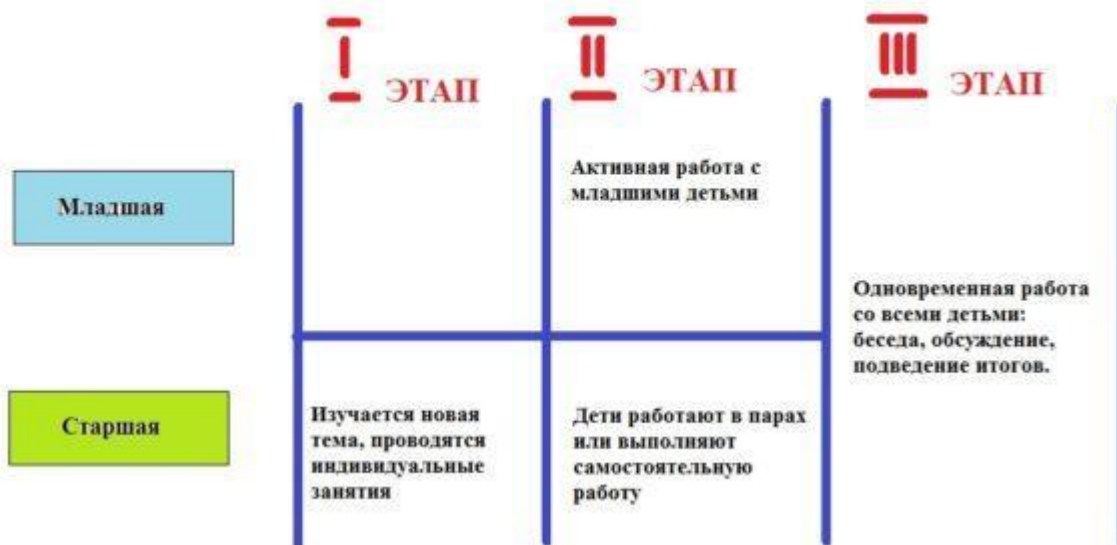 I ЭТАП
II ЭТАП
III ЭТАП
Младшая
Активная работа с
младшими детьми
Одновременная работа
со всеми детьми:
беседа, обсуждение,
подведение итогов.
Старшая
Изучается новая
тема, проводятся
индивидуальные
занятия
Дети работают в парах
или выполняют
самостоятельную
работу